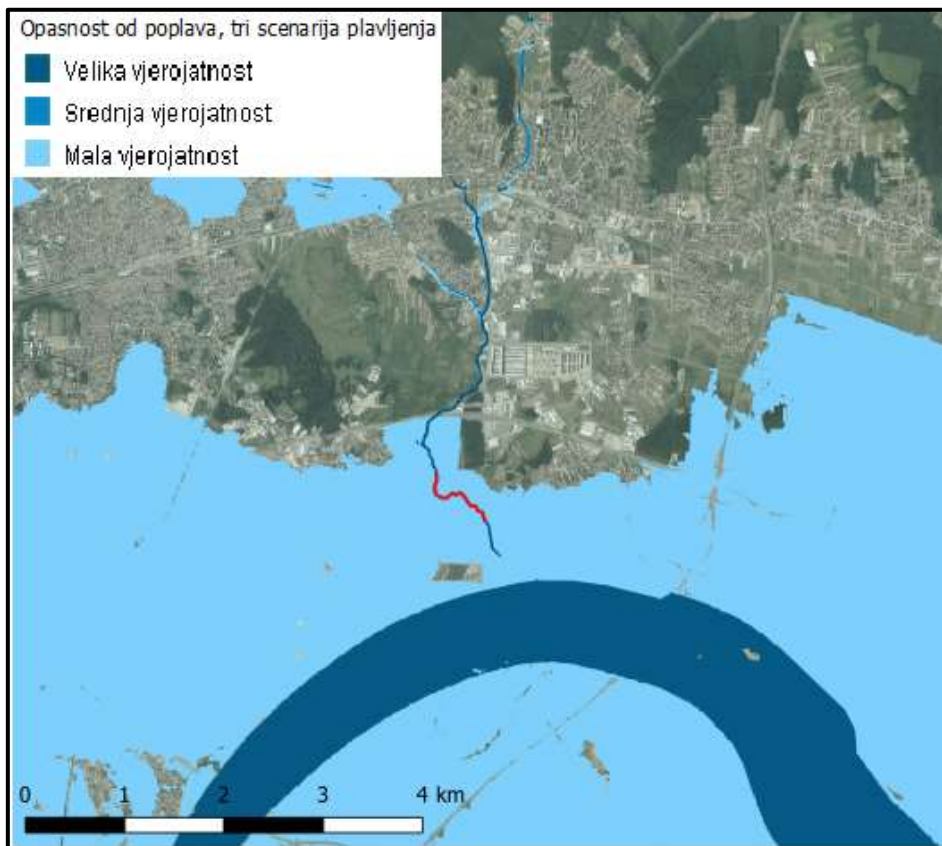 Opasnost od poplava, tri scenarija plavljenja
Velika vjerojatnost
Srednja vjerojatnost
Mala vjerojatnost
0 1 2 3 4 km